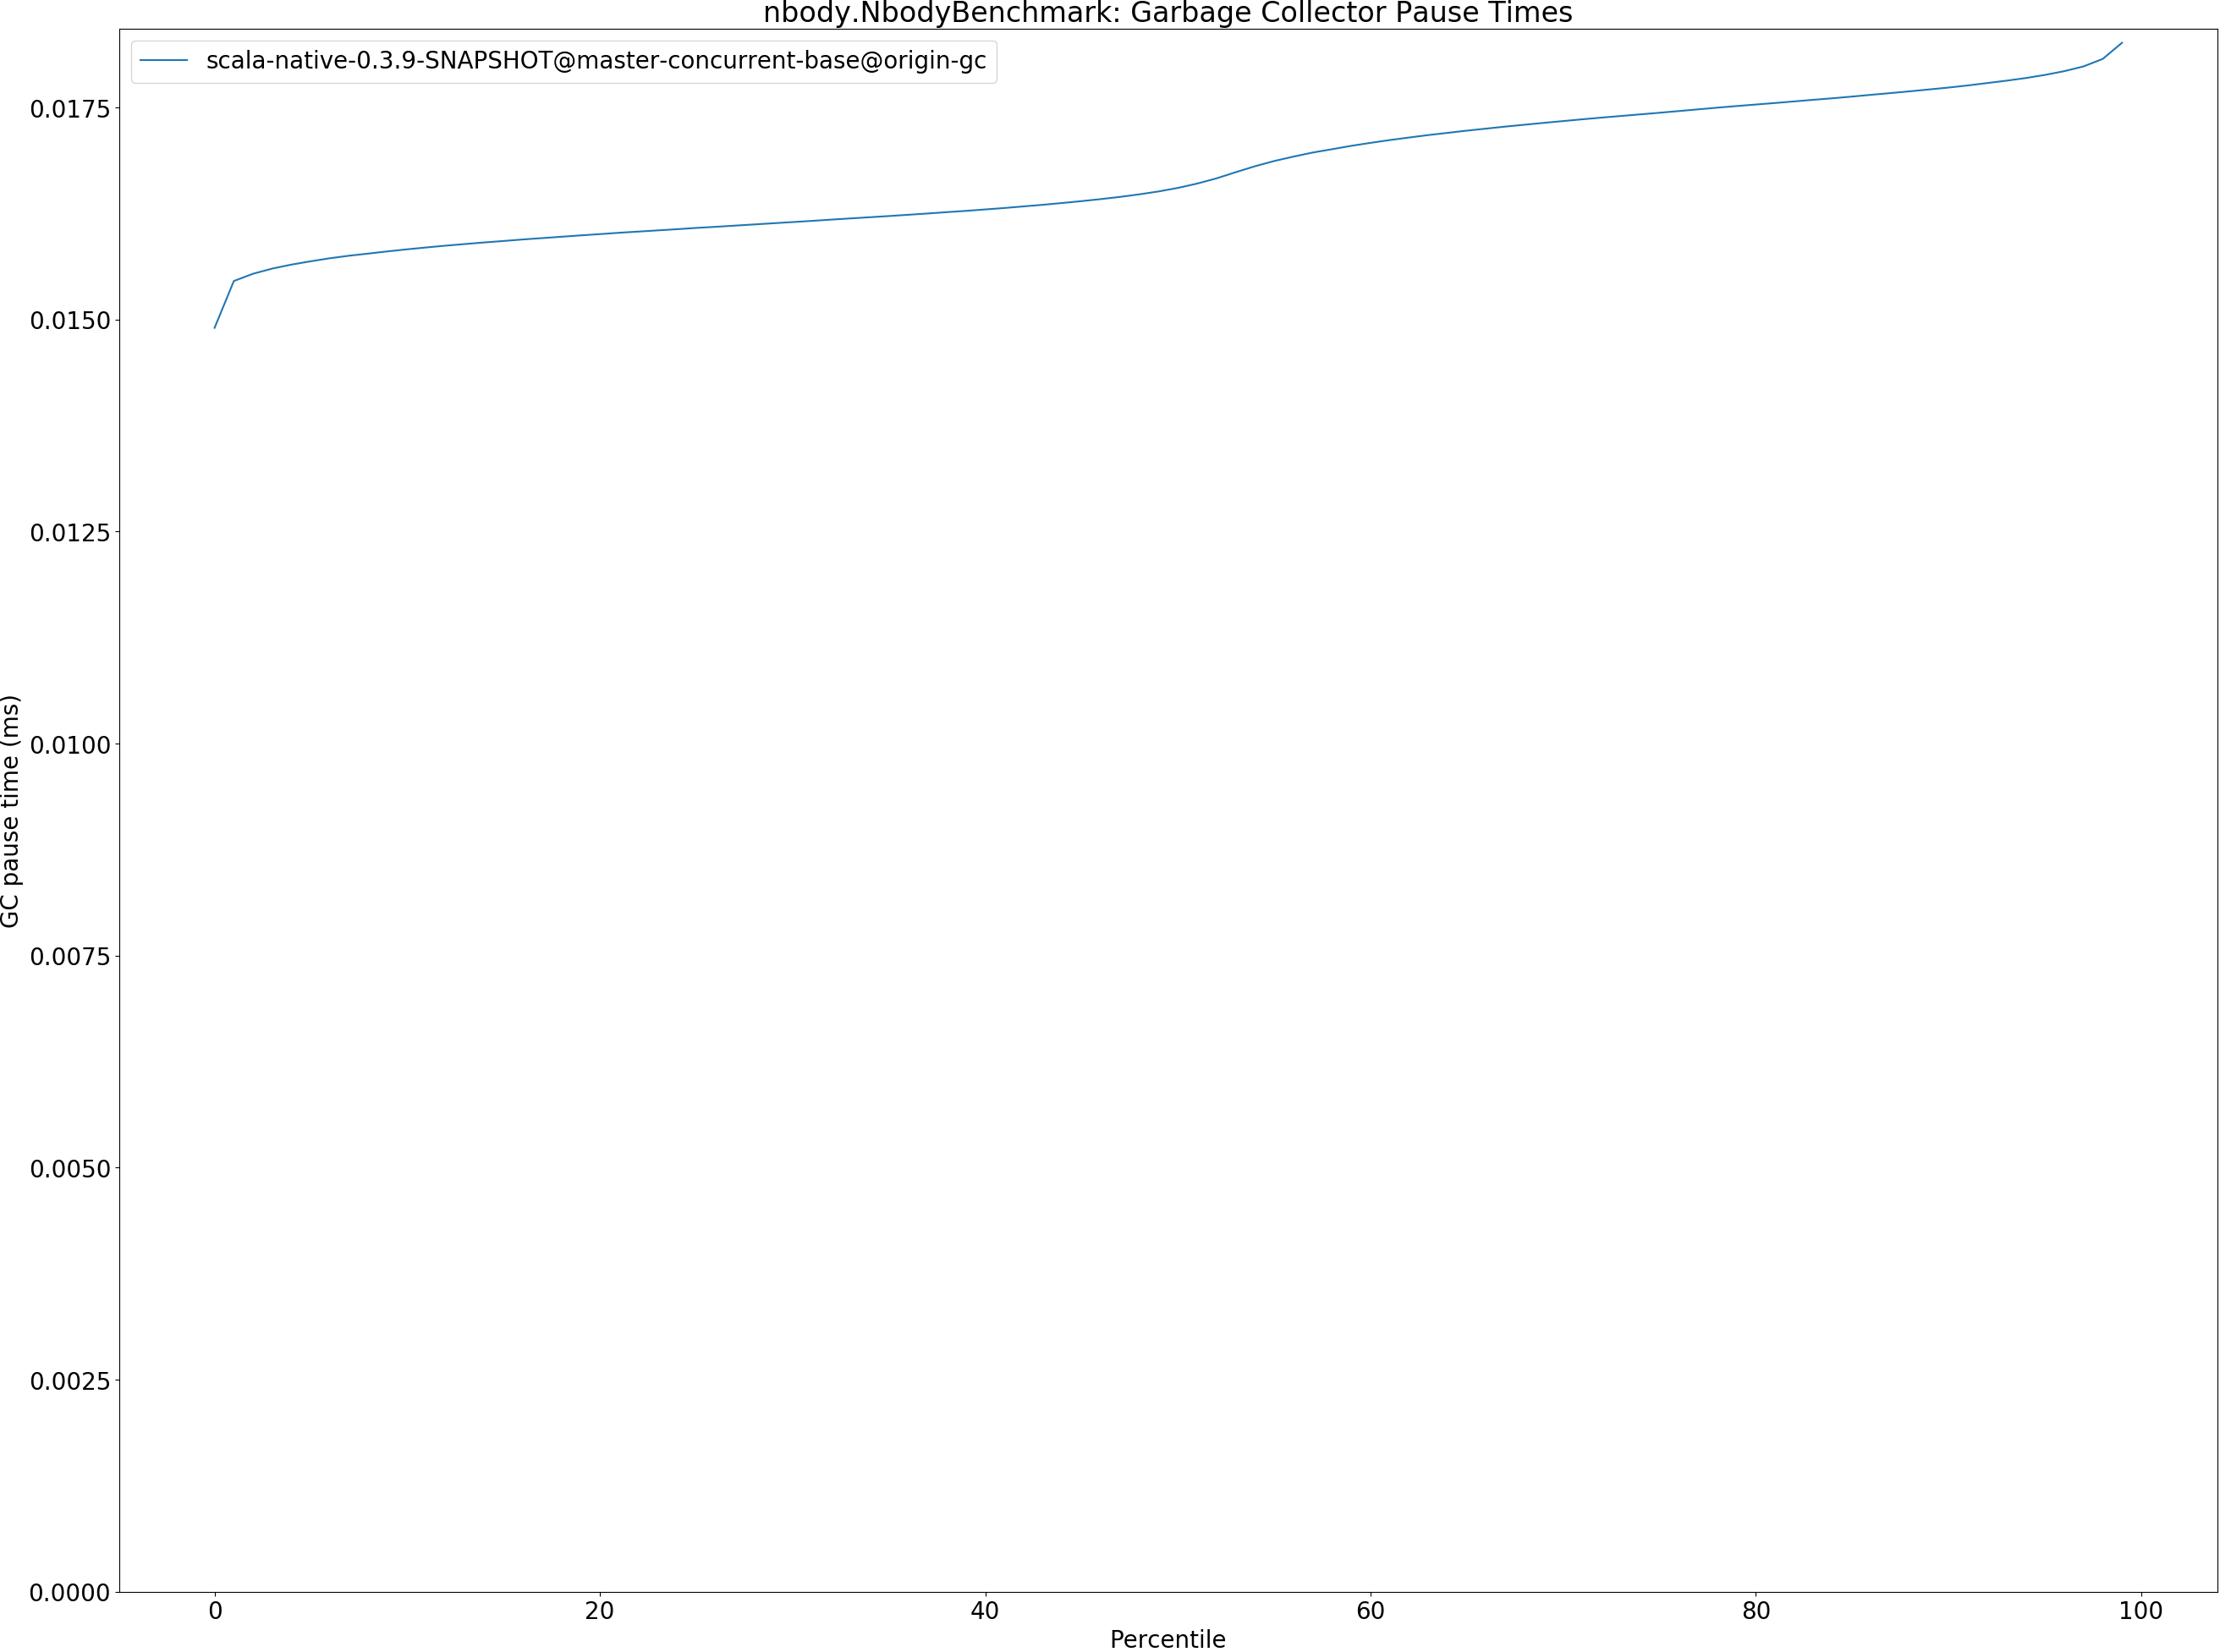 nbody.NbodyBenchmark: Garbage Collector Pause Times
scala-native-0.3.9-SNAPSHOT@master-concurrent-base@origin-gc
GC pause time (ms)
0.0175
0.0150
0.0125
0.0100
0.0075
0.0050
0.0025
0.0000
0 20 40 60 80 100
Percentile